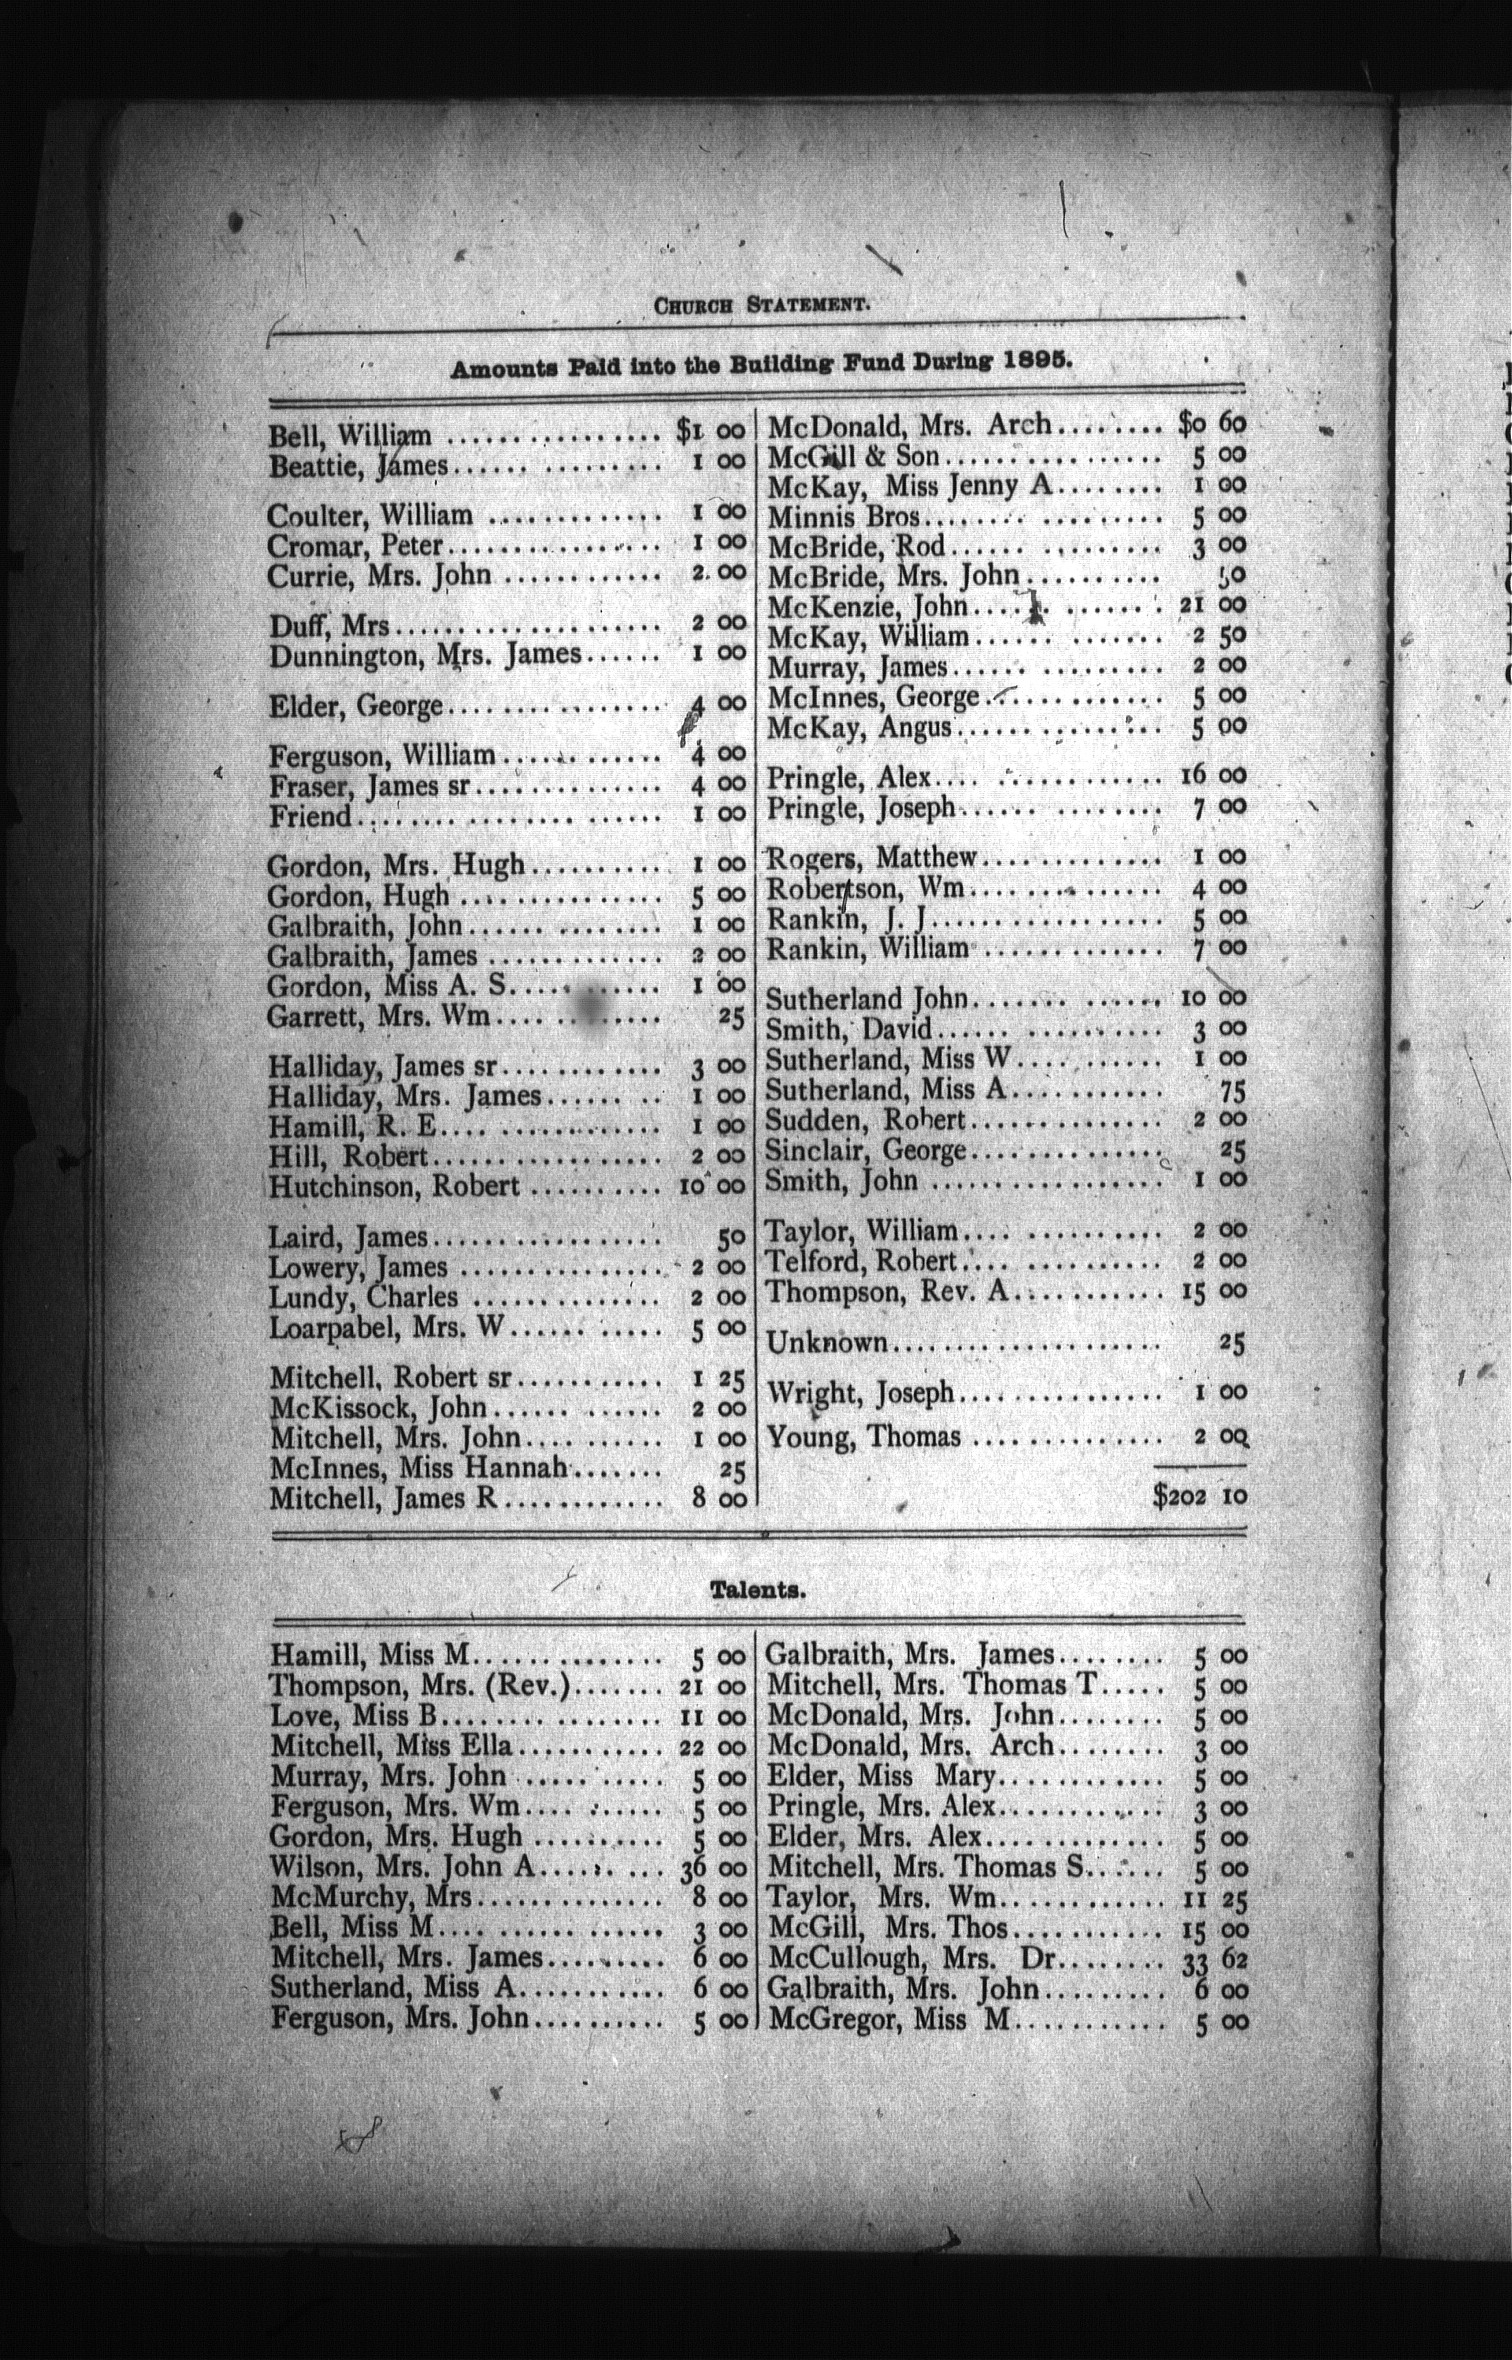 CHURCH STATEMENT.
Amounts Paid into the Building Fund During 1895.
Bell, William ................. $1 00
Beattie, James................ 1 00
Coulter, William .............. 1 00
Cromar, Peter................. 1 00
Currie, Mrs. John ............. 2 00
Duff, Mrs..................... 2 00
Dunnington, Mrs. James...... 1 00
Elder, George................. 4 00
Ferguson, William............ 4 00
Fraser, James sr.............. 4 00
Friend........................ 1 00
Gordon, Mrs. Hugh........... 1 00
Gordon, Hugh ................ 5 00
Galbraith, John............... 1 00
Galbraith, James .............. 2 00
Gordon, Miss A. S............ 1 00
Garrett, Mrs. Wm............. 25
Halliday, James sr............. 3 00
Halliday, Mrs. James......... 1 00
Hamill, R. E.................. 1 00
Hill, Robert................... 2 00
Hutchinson, Robert ........... 10 00
Laird, James.................. 50
Lowery, James ................ 2 00
Lundy, Charles ............... 2 00
Loarpabel, Mrs. W............ 5 00
Mitchell, Robert sr............ 1 25
McKissock, John............. 2 00
Mitchell, Mrs. John........... 1 00
McInnes, Miss Hannah....... 25
Mitchell, James R............. 8 00
McDonald, Mrs. Arch........ $0 60
McGill & Son................. 5 00
McKay, Miss Jenny A........ 1 00
Minnis Bros.................. 5 00
McBride, Rod................ 3 00
McBride, Mrs. John.......... 50
McKenzie, John.............. 21 00
McKay, William.............. 2 50
Murray, James................ 2 00
McInnes, George............. 5 00
McKay, Angus............... 5 00
Pringle, Alex................. 16 00
Pringle, Joseph............... 7 00
Rogers, Matthew.............. 1 00
Robertson, Wm............... 4 00
Rankin, J. J.................. 5 00
Rankin, William .............. 7 00
Sutherland John.............. 10 00
Smith, David................. 3 00
Sutherland, Miss W........... 1 00
Sutherland, Miss A............ 75
Sudden, Robert............... 2 00
Sinclair, George............... 25
Smith, John .................. 1 00
Taylor, William............... 2 00
Telford, Robert............... 2 00
Thompson, Rev. A............ 15 00
Unknown.................... 25
Wright, Joseph............... 1 00
Young, Thomas ............... 2 00
$202 10
Talents.
Hamill, Miss M............... 5 00
Thompson, Mrs. (Rev.)....... 21 00
Love, Miss B................. 11 00
Mitchell, Miss Ella............ 22 00
Murray, Mrs. John ........... 5 00
Ferguson, Mrs. Wm.......... 5 00
Gordon, Mrs. Hugh .......... 5 00
Wilson, Mrs. John A......... 36 00
McMurchy, Mrs.............. 8 00
Bell, Miss M.................. 3 00
Mitchell, Mrs. James.......... 6 00
Sutherland, Miss A............ 6 00
Ferguson, Mrs. John.......... 5 00
Galbraith, Mrs. James........ 5 00
Mitchell, Mrs. Thomas T..... 5 00
McDonald, Mrs. John........ 5 00
McDonald, Mrs. Arch........ 3 00
Elder, Miss Mary............. 5 00
Pringle, Mrs. Alex............ 3 00
Elder, Mrs. Alex.............. 5 00
Mitchell, Mrs. Thomas S...... 5 00
Taylor, Mrs. Wm............. 11 25
McGill, Mrs. Thos............ 15 00
McCullough, Mrs. Dr........ 33 62
Galbraith, Mrs. John......... 6 00
McGregor, Miss M............ 5 00